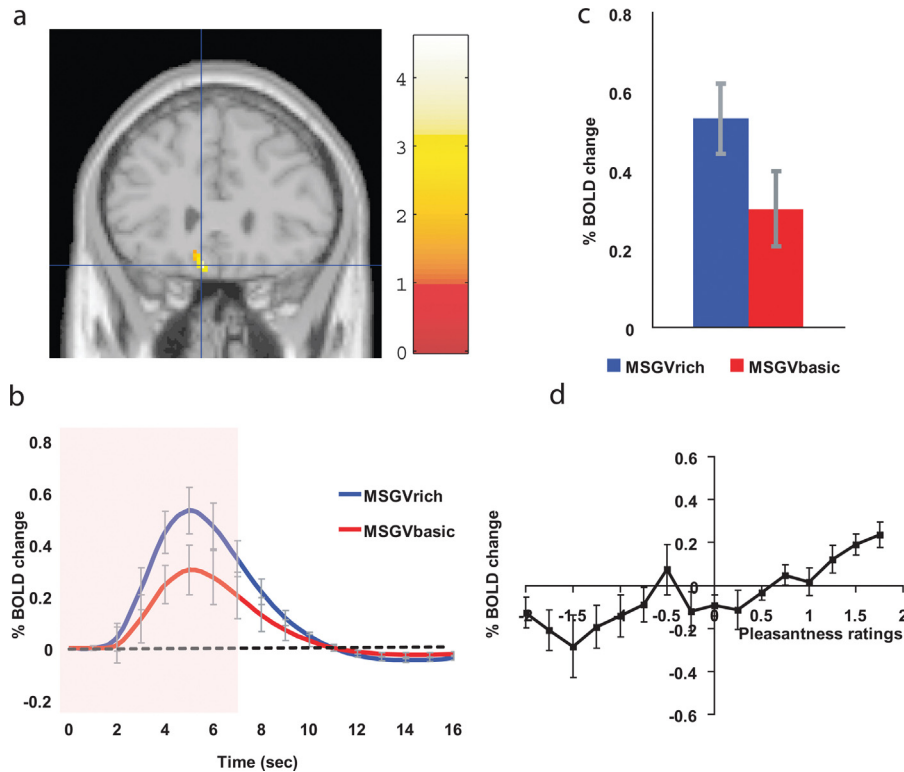 a
4
3
2
1
0
c
% BOLD change
0.8
0.6
0.4
0.2
0
MSGVrich MSGVbasic
b
% BOLD change
0.8
0.6
0.4
0.2
0
-0.2
MSGVrich
MSGVbasic
0 2 4 6 8 10 12 14 16
Time (sec)
d
% BOLD change
0.6
0.4
0.2
0
-0.2
-0.4
-0.6
-2 -1.5 -1 -0.5 0 0.5 1 1.5 2
Pleasantness ratings